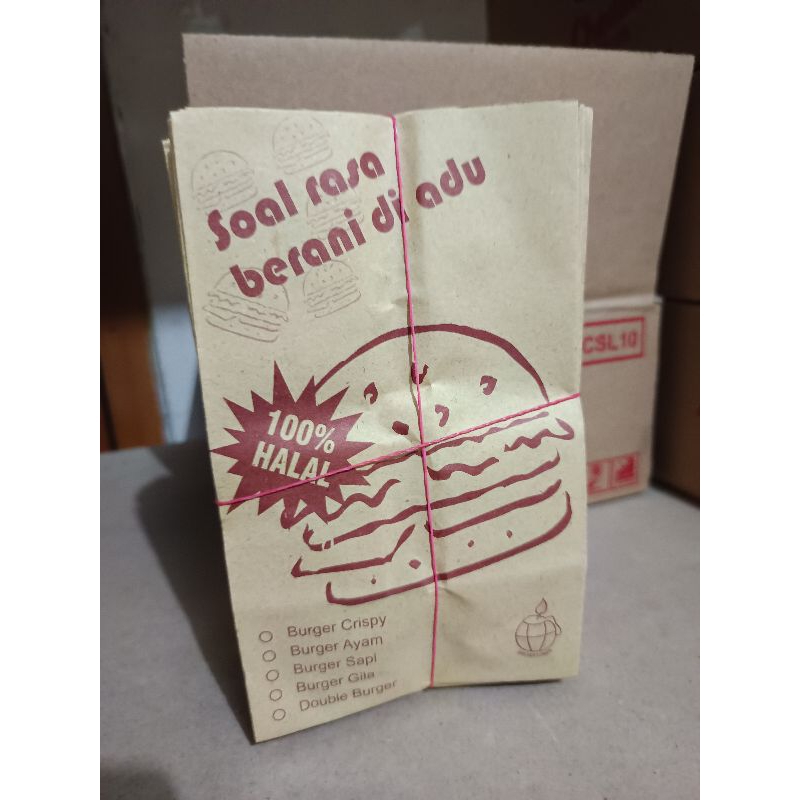 Soal rasa
berani di adu
100%
HALAL
Burger Crispy
Burger Ayam
Burger Sapi
Burger Gila
Double Burger
CSL10